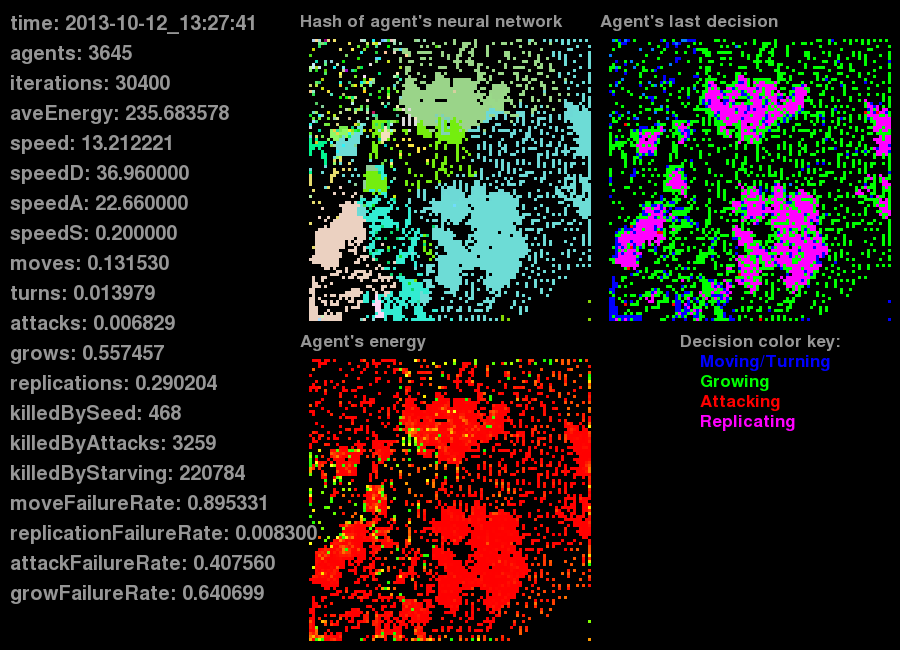 time: 2013-10-12_13:27:41
agents: 3645
iterations: 30400
aveEnergy: 235.683578
speed: 13.212221
speedD: 36.960000
speedA: 22.660000
speedS: 0.200000
moves: 0.131530
turns: 0.013979
attacks: 0.006829
grows: 0.557457
replications: 0.290204
killedBySeed: 468
killedByAttacks: 3259
killedByStarving: 220784
moveFailureRate: 0.895331
replicationFailureRate: 0.008300
attackFailureRate: 0.407560
growFailureRate: 0.640699
Hash of agent's neural network
Agent's last decision
Agent's energy
Decision color key:
Moving/Turning
Growing
Attacking
Replicating